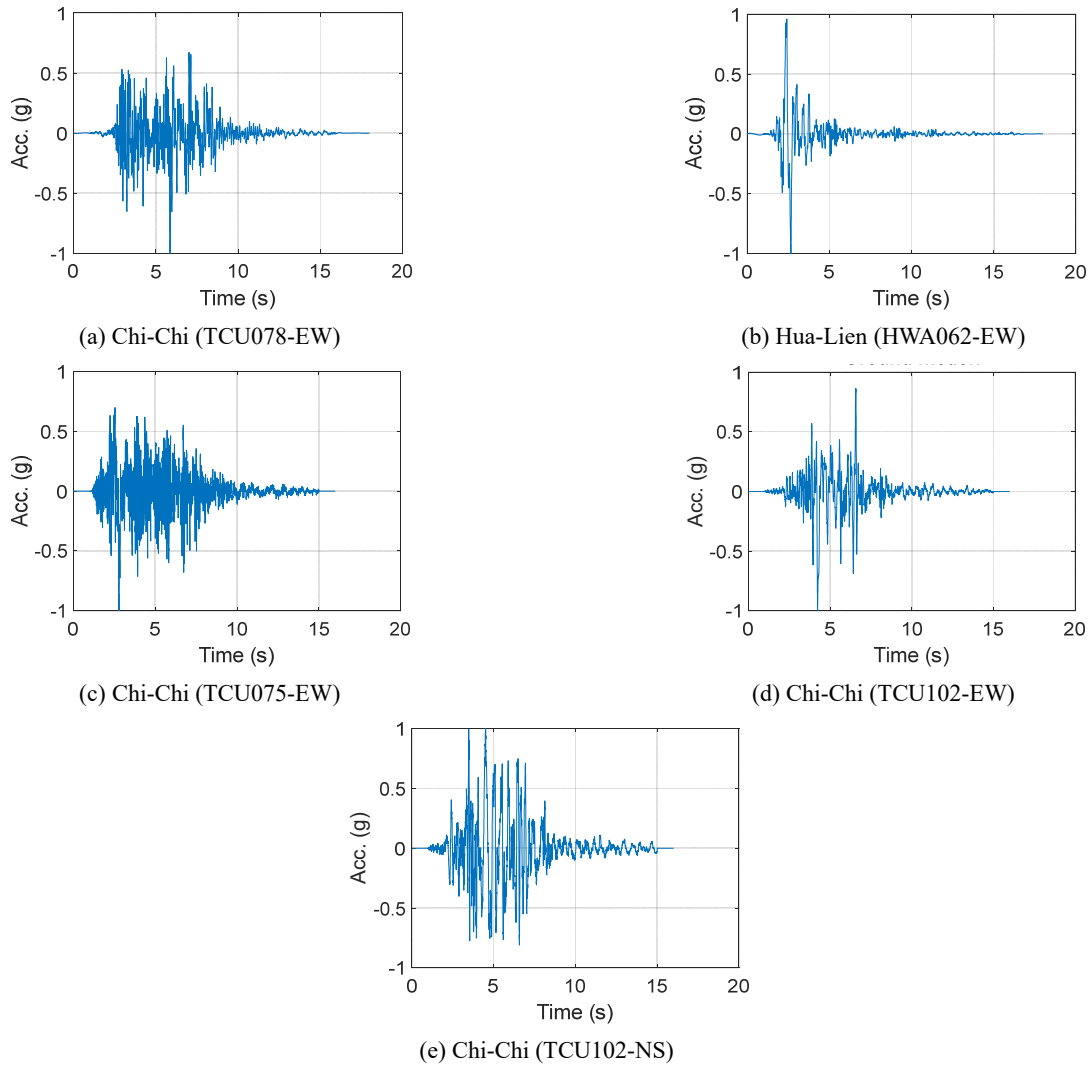 1
0.5
0
-0.5
-1
Acc. (g)
0 5 10 15 20
Time (s)
(a) Chi-Chi (TCU078-EW)
1
0.5
0
-0.5
-1
Acc. (g)
0 5 10 15 20
Time (s)
(b) Hua-Lien (HWA062-EW)
1
0.5
0
-0.5
-1
Acc. (g)
0 5 10 15 20
Time (s)
(c) Chi-Chi (TCU075-EW)
1
0.5
0
-0.5
-1
Acc. (g)
0 5 10 15 20
Time (s)
(d) Chi-Chi (TCU102-EW)
1
0.5
0
-0.5
-1
Acc. (g)
0 5 10 15 20
Time (s)
(e) Chi-Chi (TCU102-NS)